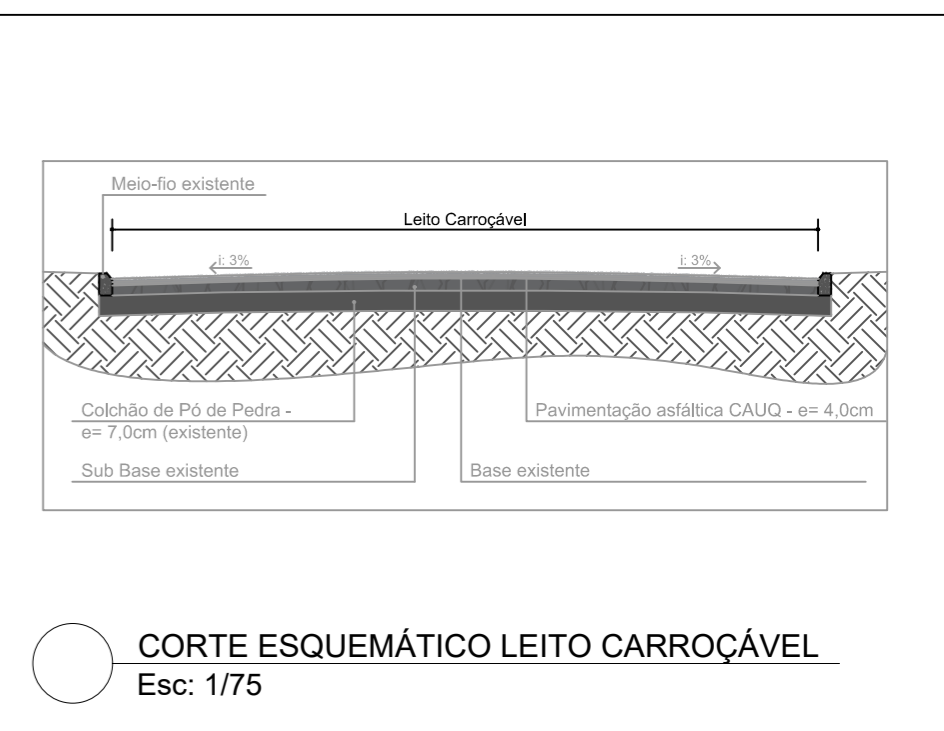 Meio-fio existente
Leito Carroçável
i: 3%
i: 3%
Colchão de Pó de Pedra -
e= 7,0cm (existente)
Pavimentação asfáltica CAUQ - e= 4,0cm
Sub Base existente
Base existente
CORTE ESQUEMÁTICO LEITO CARROÇÁVEL
Esc: 1/75